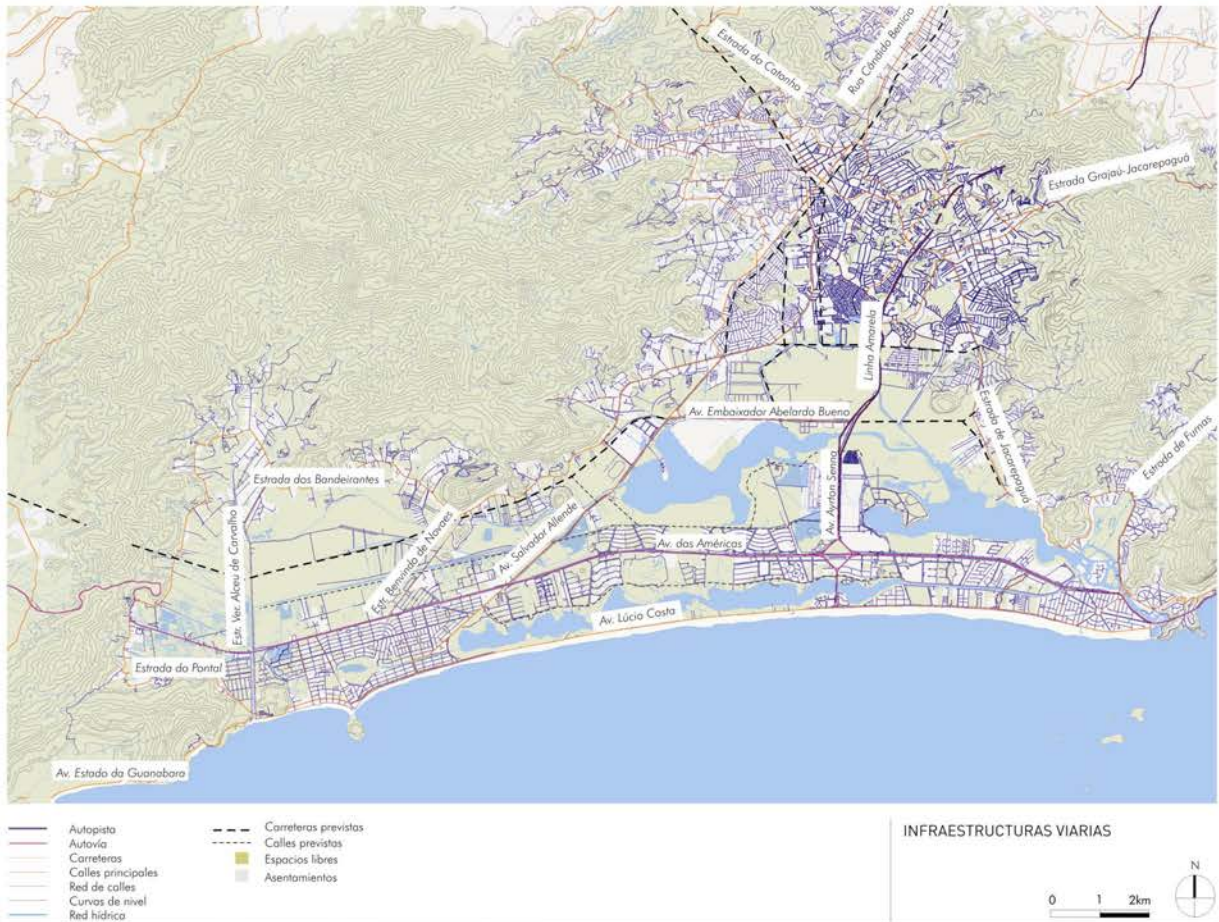 Estrada do Catonho
Rua Cândido Benício
Estrada Grajaú-Jacarepaguá
Linha Amarela
Av. Embaixador Abelardo Bueno
Estrada de Jacarepaguá
Estrada de Furnas
Estrada dos Bandeirantes
Av. Ayrton Senna
Estr. Ver. Alceu de Carvalho
Estr. Benvindo de Novaes
Av. Salvador Allende
Av. das Américas
Av. Lúcio Costa
Estrada do Pontal
Av. Estado da Guanabara
Autopista
Autovía
Carreteras
Calles principales
Red de calles
Curvas de nivel
Red hídrica
Carreteras previstas
Calles previstas
Espacios libres
Asentamientos
INFRAESTRUCTURAS VIARIAS
0 1 2km
N